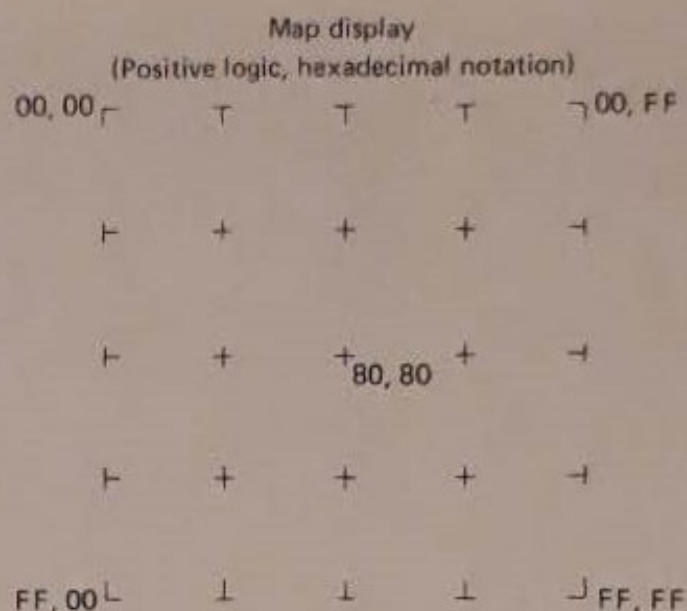 Map display
(Positive logic, hexadecimal notation)
00, 00 00, FF
80, 80
FF, 00 FF, FF